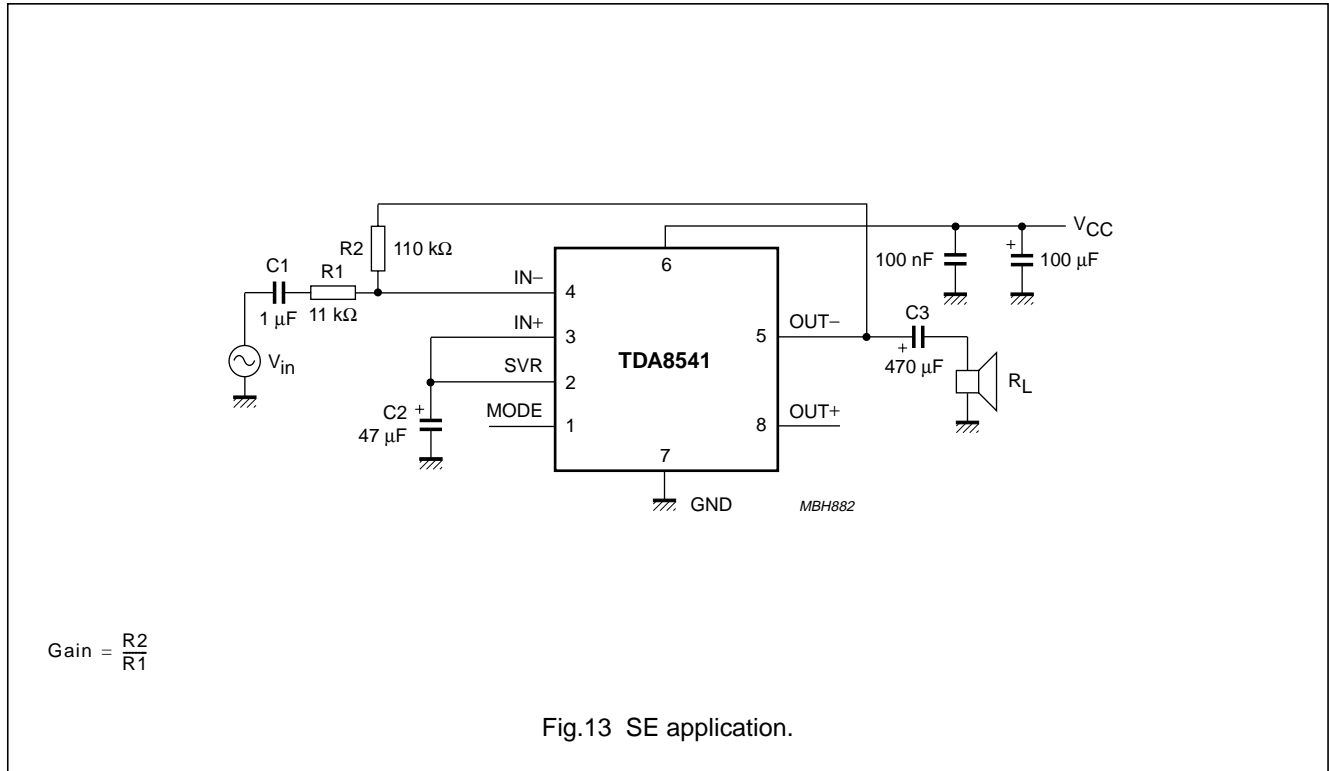 V_CC
R2
110 kΩ
6
100 nF
+
100 μF
C1
R1
IN−
4
1 μF
11 kΩ
C3
IN+
3
5
OUT−
TDA8541
+
470 μF
V_in
SVR
2
R_L
C2
+
47 μF
MODE
1
8
OUT+
7
GND
MBH882
Gain = R2/R1
Fig.13 SE application.